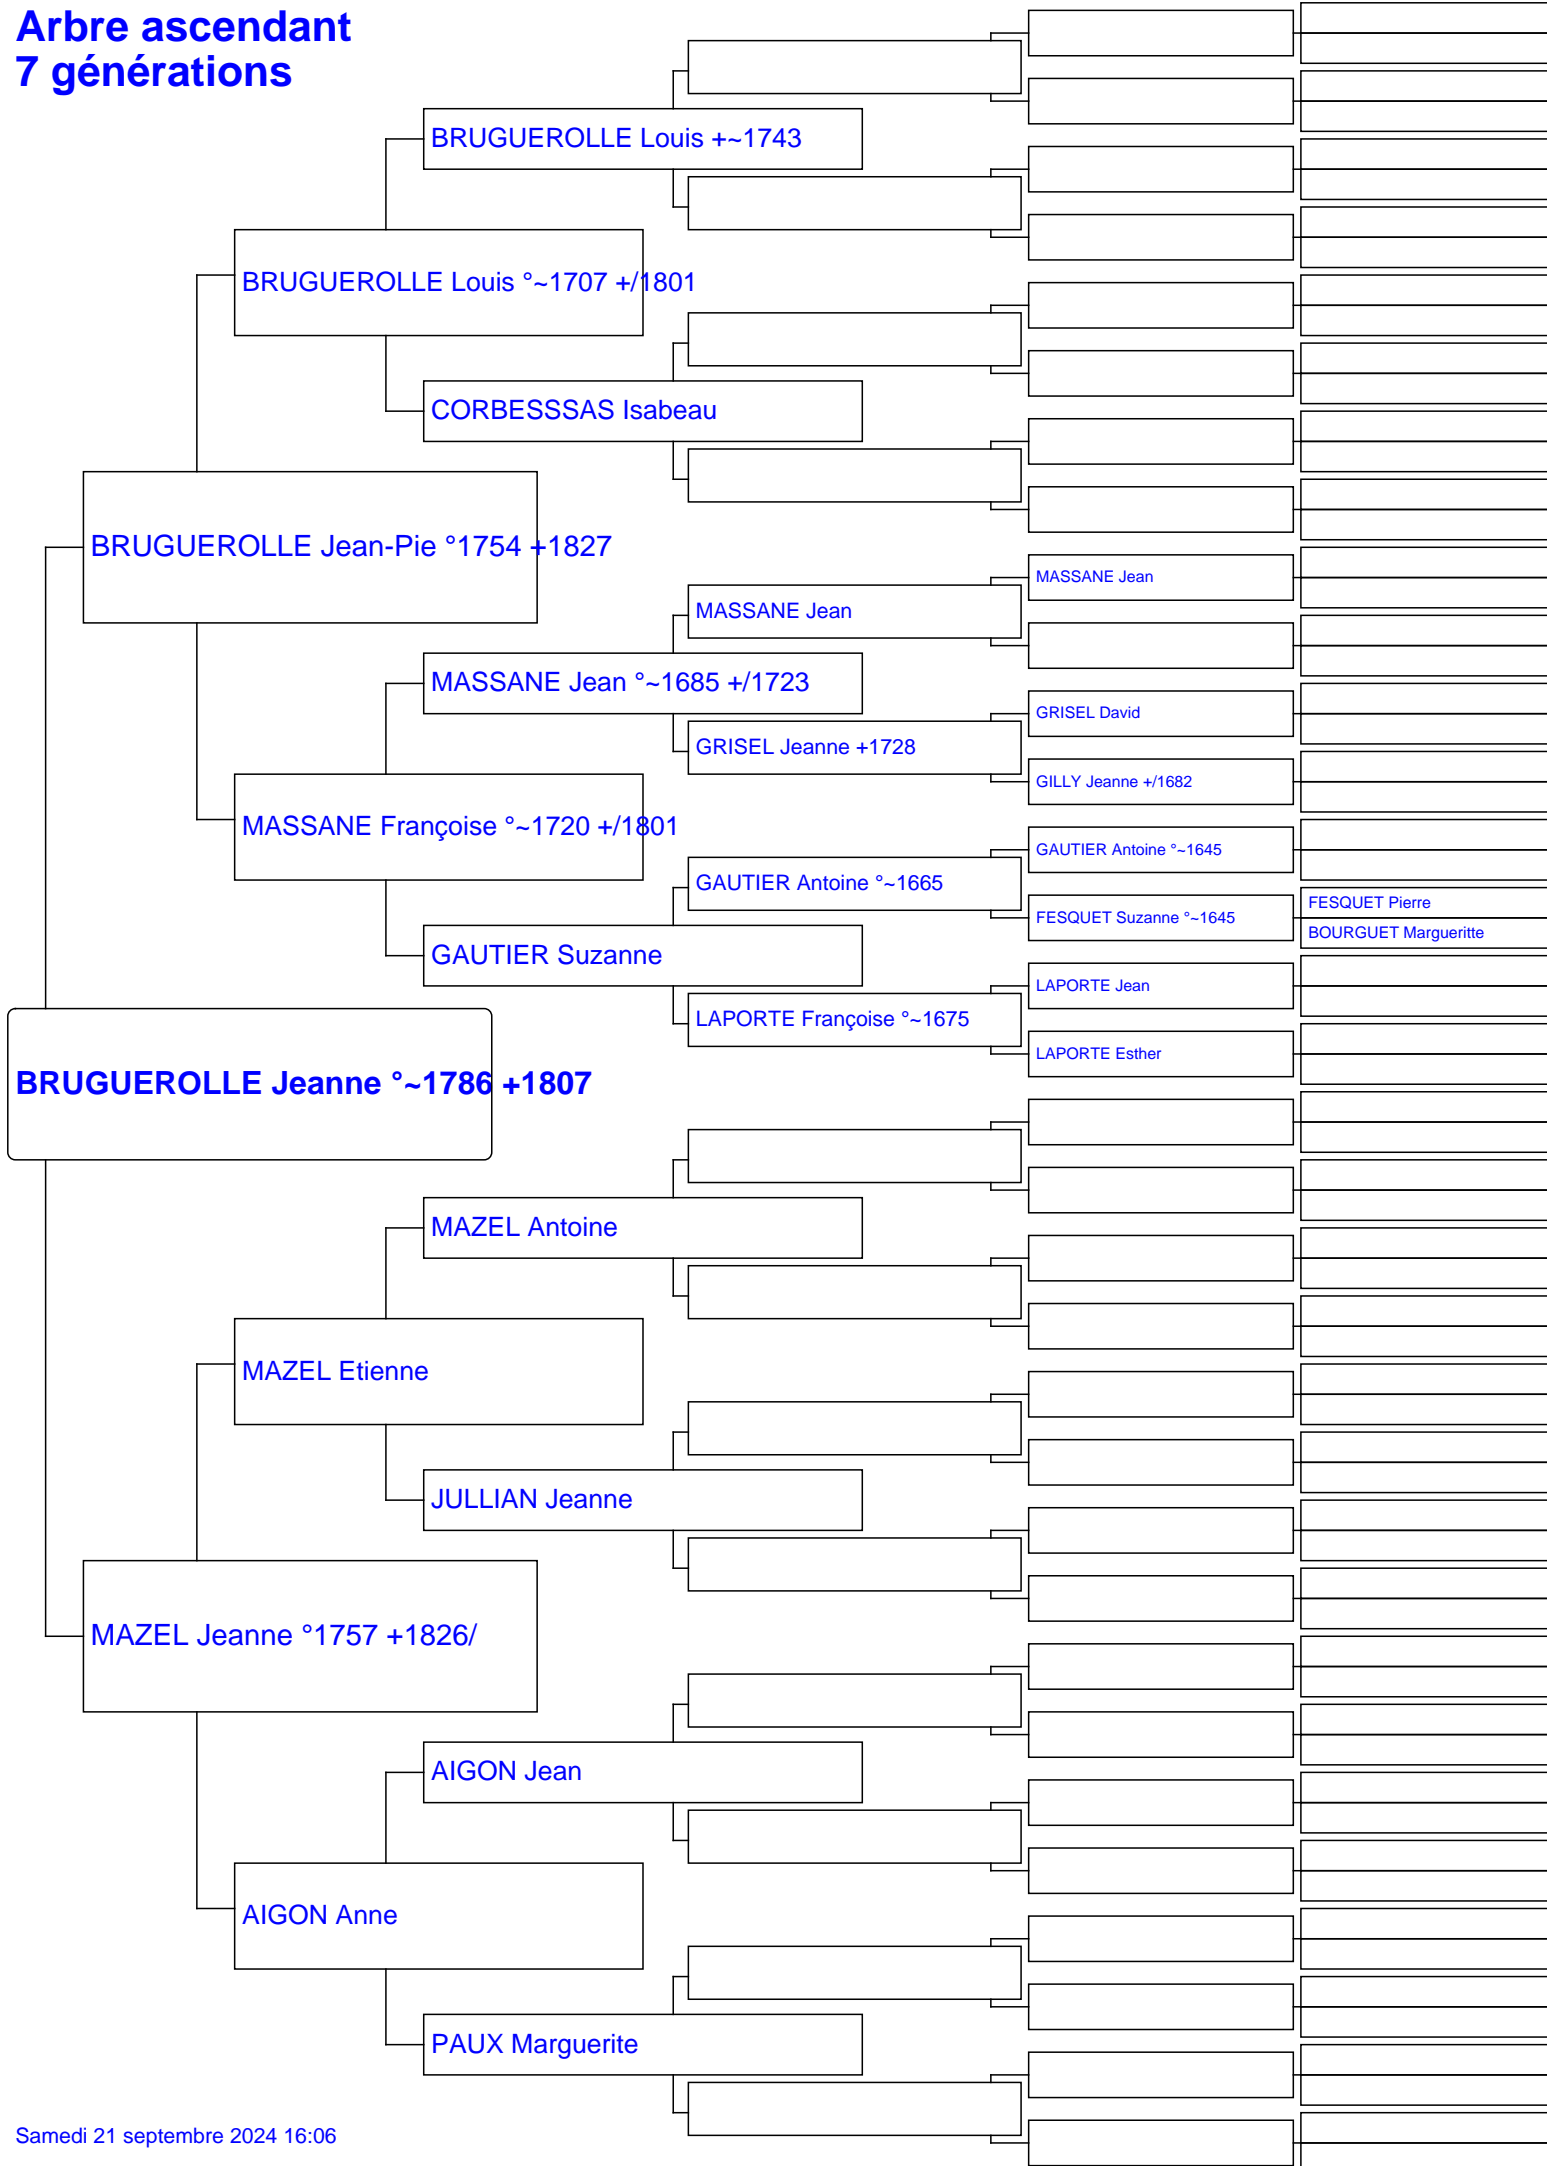 Arbre ascendant
7 générations
BRUGUEROLLE Louis +~1743
BRUGUEROLLE Louis °~1707 +/1801
CORBESSSAS Isabeau
BRUGUEROLLE Jean-Pie °1754 +1827
MASSANE Jean
MASSANE Jean
MASSANE Jean °~1685 +/1723
GRISEL David
GRISEL Jeanne +1728
GILLY Jeanne +/1682
MASSANE Françoise °~1720 +/1801
GAUTIER Antoine °~1645
GAUTIER Antoine °~1665
FESQUET Pierre
FESQUET Suzanne °~1645
BOURGUET Margueritte
GAUTIER Suzanne
LAPORTE Jean
LAPORTE Françoise °~1675
LAPORTE Esther
BRUGUEROLLE Jeanne °~1786 +1807
MAZEL Antoine
MAZEL Etienne
JULLIAN Jeanne
MAZEL Jeanne °1757 +1826/
AIGON Jean
AIGON Anne
PAUX Marguerite
Samedi 21 septembre 2024 16:06